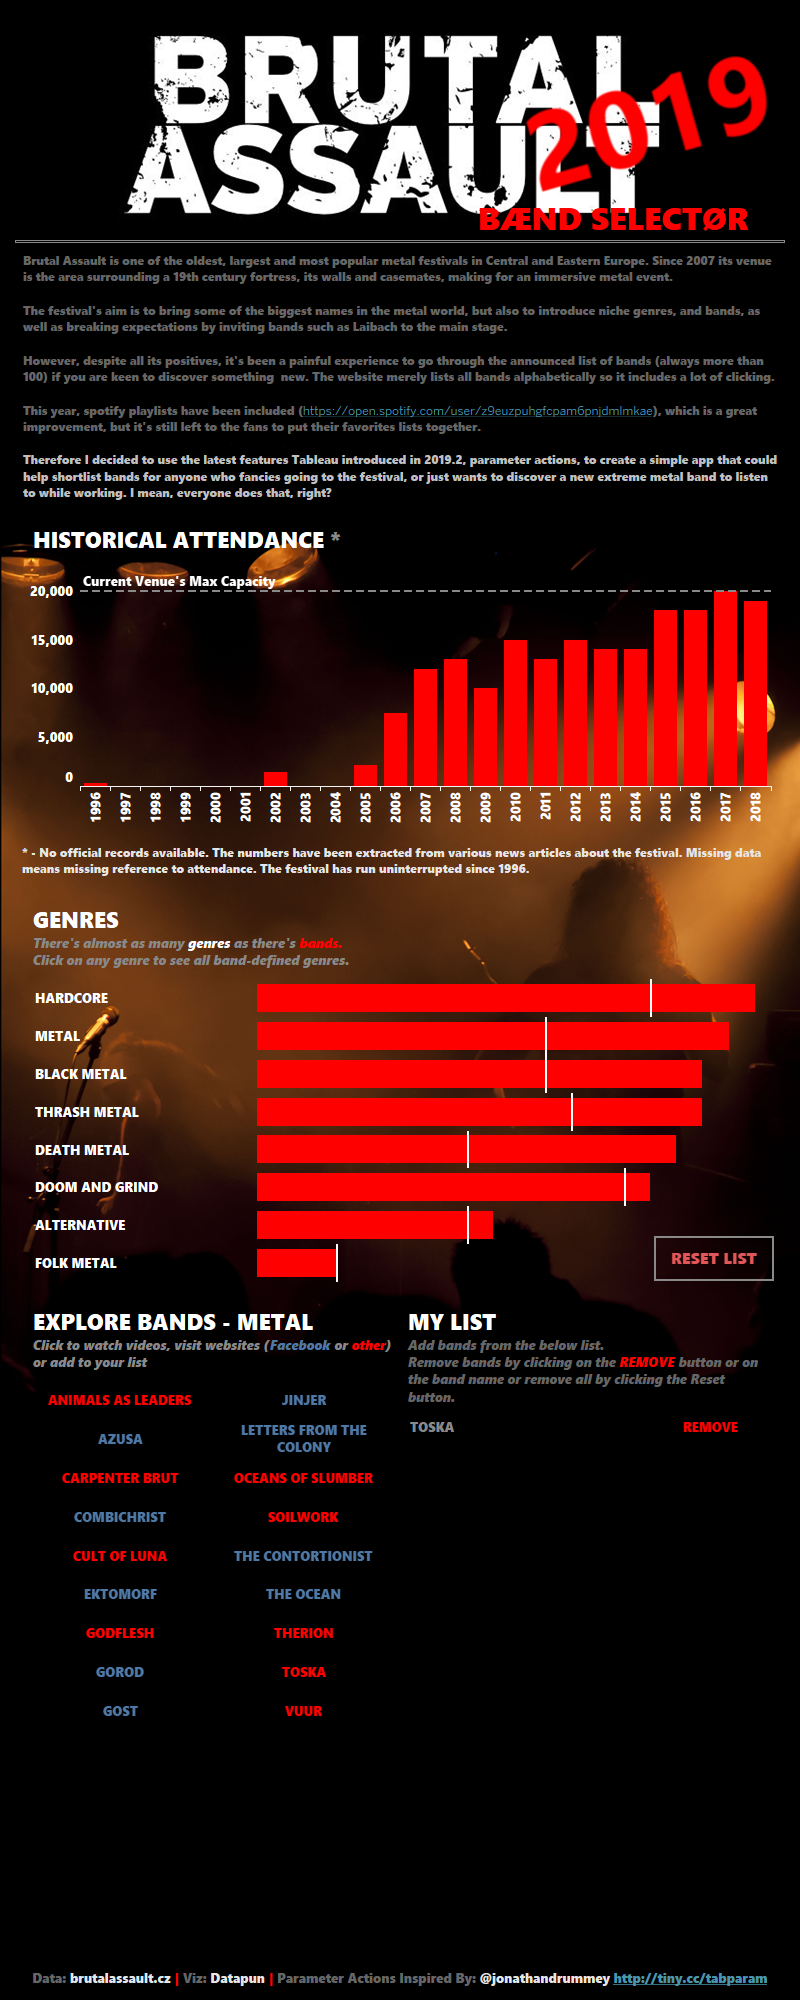 BRUTAL
ASSAULT
2019
BÆND SELECTØR
Brutal Assault is one of the oldest, largest and most popular metal festivals in Central and Eastern Europe. Since 2007 its venue
is the area surrounding a 19th century fortress, its walls and casemates, making for an immersive metal event.
The festival's aim is to bring some of the biggest names in the metal world, but also to introduce niche genres, and bands, as
well as breaking expectations by inviting bands such as Laibach to the main stage.
However, despite all its positives, it's been a painful experience to go through the announced list of bands (always more than
100) if you are keen to discover something  new. The website merely lists all bands alphabetically so it includes a lot of clicking.
This year, spotify playlists have been included (https://open.spotify.com/user/z9euzpuhgfcpam6pnjdmlmkae), which is a great
improvement, but it's still left to the fans to put their favorites lists together.
Therefore I decided to use the latest features Tableau introduced in 2019.2, parameter actions, to create a simple app that could
help shortlist bands for anyone who fancies going to the festival, or just wants to discover a new extreme metal band to listen
to while working. I mean, everyone does that, right?
HISTORICAL ATTENDANCE *
Current Venue's Max Capacity
20,000
15,000
10,000
5,000
0
1996 1997 1998 1999 2000 2001 2002 2003 2004 2005 2006 2007 2008 2009 2010 2011 2012 2013 2014 2015 2016 2017 2018
* - No official records available. The numbers have been extracted from various news articles about the festival. Missing data
means missing reference to attendance. The festival has run uninterrupted since 1996.
GENRES
There's almost as many genres as there's bands.
Click on any genre to see all band-defined genres.
HARDCORE
METAL
BLACK METAL
THRASH METAL
DEATH METAL
DOOM AND GRIND
ALTERNATIVE
FOLK METAL
RESET LIST
EXPLORE BANDS - METAL
Click to watch videos, visit websites (Facebook or other)
or add to your list
ANIMALS AS LEADERS JINJER
AZUSA LETTERS FROM THE
COLONY
CARPENTER BRUT OCEANS OF SLUMBER
COMBICHRIST SOILWORK
CULT OF LUNA THE CONTORTIONIST
EKTOMORF THE OCEAN
GODFLESH THERION
GOROD TOSKA
GOST VUUR
MY LIST
Add bands from the below list.
Remove bands by clicking on the REMOVE button or on
the band name or remove all by clicking the Reset
button.
TOSKA REMOVE
Data: brutalassault.cz | Viz: Datapun | Parameter Actions Inspired By: @jonathandrummey http://tiny.cc/tabparam